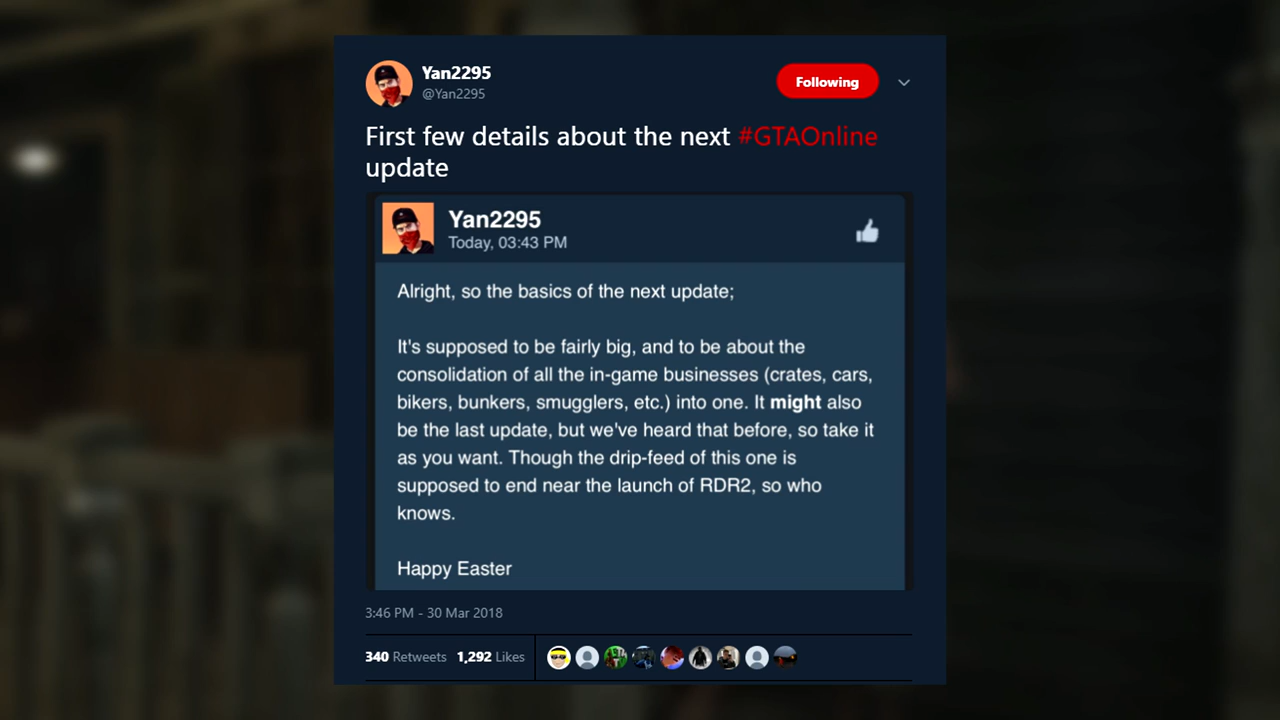 Yan2295
@Yan2295
Following
First few details about the next #GTAOnline
update
Yan2295
Today, 03:43 PM
Alright, so the basics of the next update;
It's supposed to be fairly big, and to be about the
consolidation of all the in-game businesses (crates, cars,
bikers, bunkers, smugglers, etc.) into one. It might also
be the last update, but we've heard that before, so take it
as you want. Though the drip-feed of this one is
supposed to end near the launch of RDR2, so who
knows.
Happy Easter
3:46 PM - 30 Mar 2018
340 Retweets 1,292 Likes